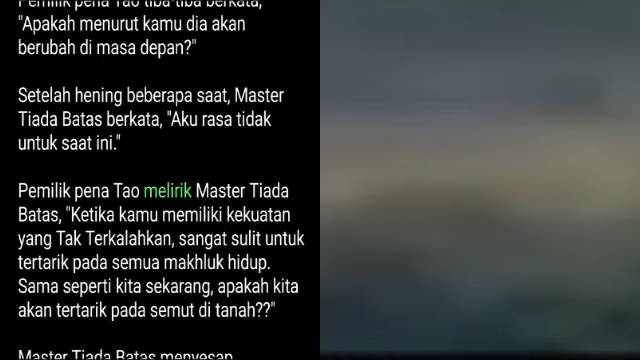 Pemilik pena Tao tiba-tiba berkata,
"Apakah menurut kamu dia akan
berubah di masa depan?"
Setelah hening beberapa saat, Master
Tiada Batas berkata, "Aku rasa tidak
untuk saat ini."
Pemilik pena Tao melirik Master Tiada
Batas, "Ketika kamu memiliki kekuatan
yang Tak Terkalahkan, sangat sulit untuk
tertarik pada semua makhluk hidup.
Sama seperti kita sekarang, apakah kita
akan tertarik pada semut di tanah??"
Master Tiada Batas menyesap